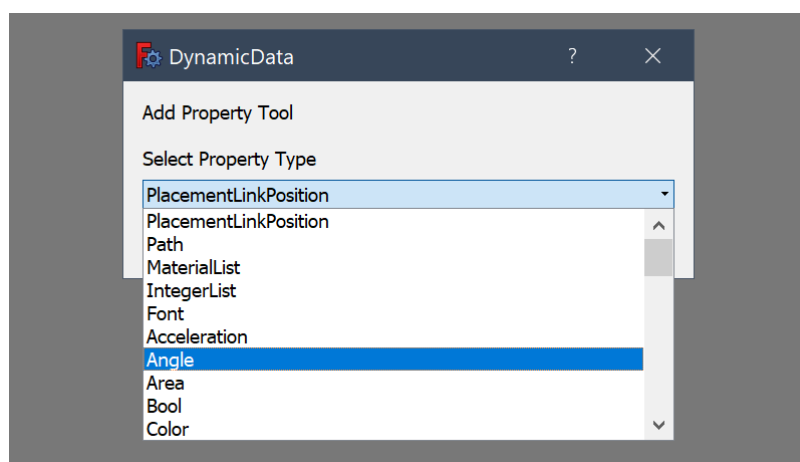 DynamicData ?
Add Property Tool
Select Property Type
PlacementLinkPosition
PlacementLinkPosition
Path
MaterialList
IntegerList
Font
Acceleration
Angle
Area
Bool
Color